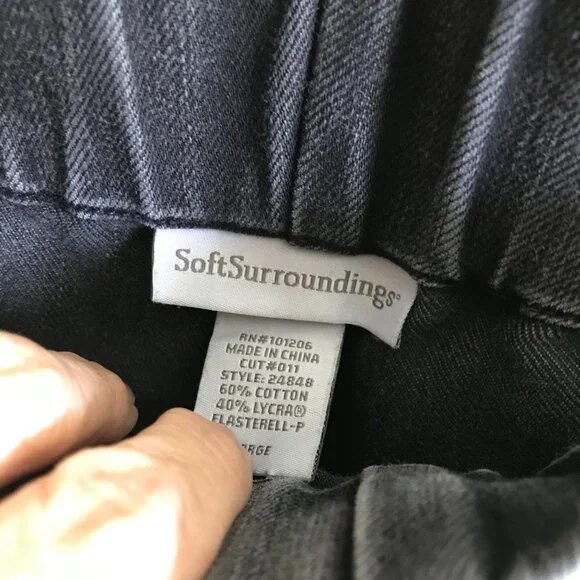 SoftSurroundings®
RN#101206
MADE IN CHINA
CUT#011
STYLE: 24848
60% COTTON
40% LYCRA®
ELASTERELL-P